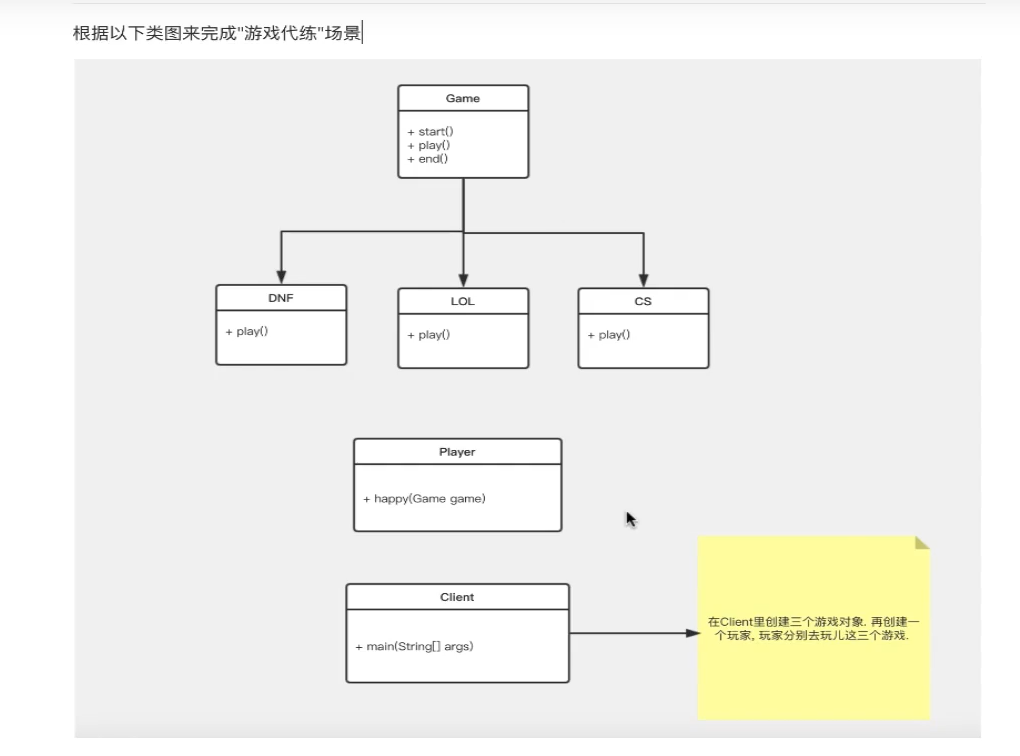 根据以下类图来完成"游戏代练"场景
Game
+ start()
+ play()
+ end()
DNF
+ play()
LOL
+ play()
CS
+ play()
Player
+ happy(Game game)
Client
+ main(String[] args)
在Client里创建三个游戏对象. 再创建一
个玩家, 玩家分别去玩儿这三个游戏.